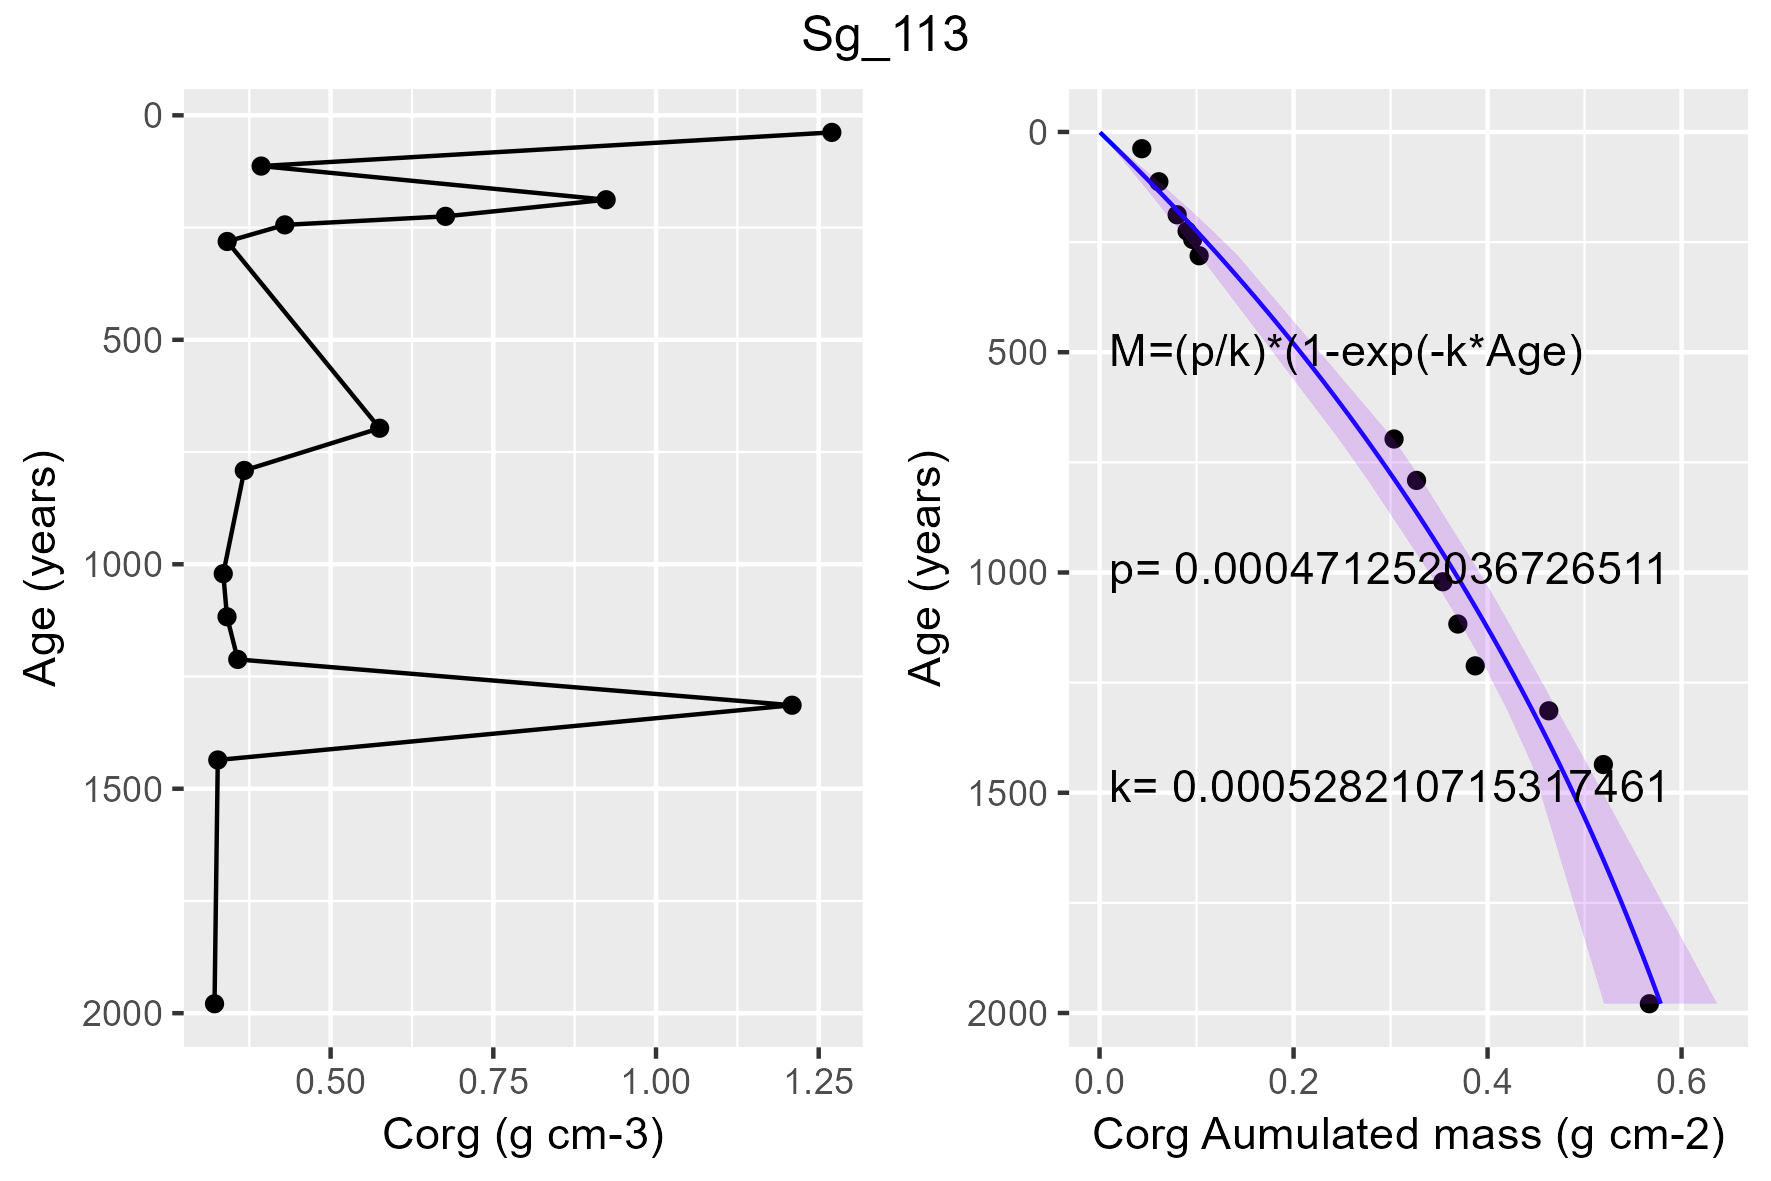 Sg_113
0
500
1000
1500
2000
Age (years)
0.50 0.75 1.00 1.25
Corg (g cm-3)
0
500
1000
1500
2000
Age (years)
M=(p/k)*(1-exp(-k*Age)
p= 0.000471252036726511
k= 0.000528210715317461
0.0 0.2 0.4 0.6
Corg Aumulated mass (g cm-2)